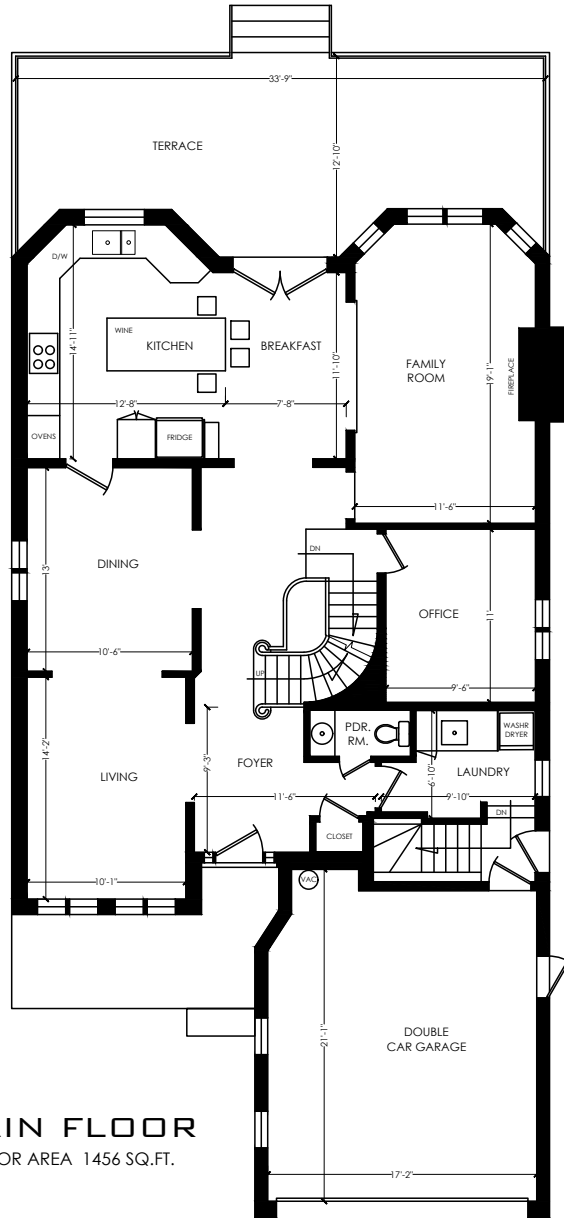 33'-9"
TERRACE
12'-10"
D/W
WINE
KITCHEN
BREAKFAST
14'-11"
11'-10"
FAMILY
ROOM
19'-1"
FIREPLACE
12'-8"
7'-8"
OVENS
FRIDGE
11'-6"
DN
DINING
13'
OFFICE
11'
10'-6"
UP
9'-6"
PDR.
RM.
WASHR
DRYER
14'-2"
9'-3"
FOYER
6'-10"
LAUNDRY
LIVING
11'-6"
9'-10"
DN
CLOSET
10'-1"
VAC
21'-1"
DOUBLE
CAR GARAGE
IN FLOOR
OR AREA 1456 SQ.FT.
17'-2"